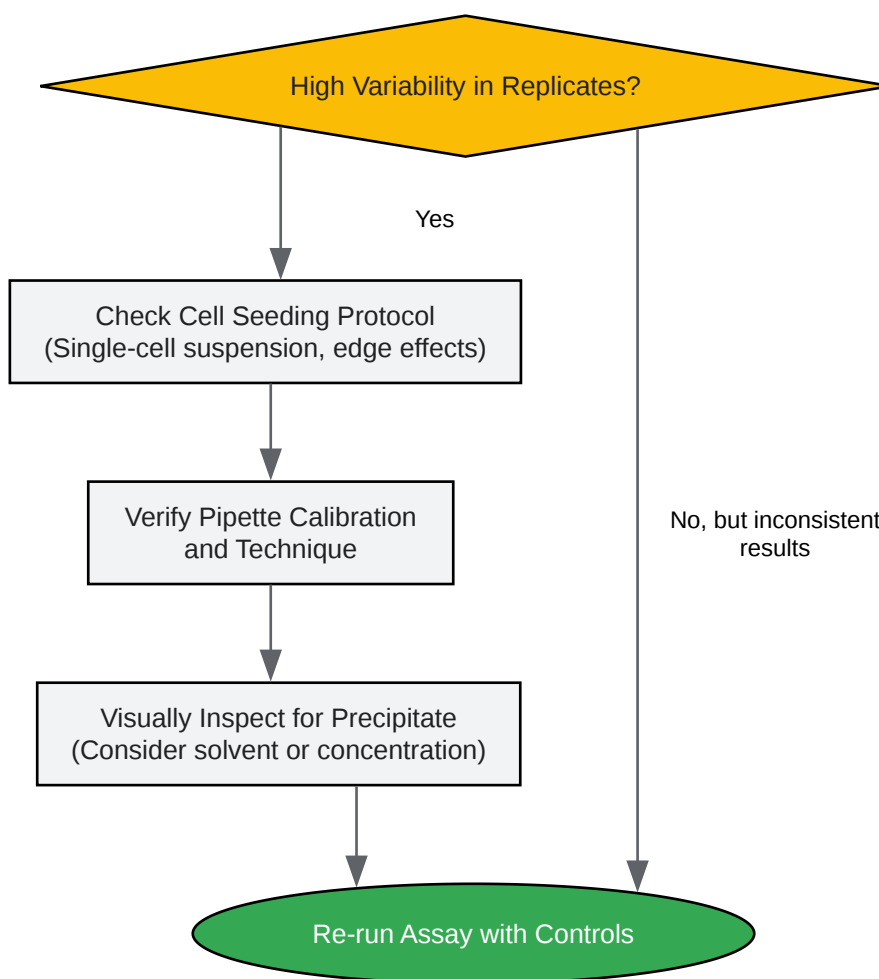 High Variability in Replicates?
Yes
Check Cell Seeding Protocol
(Single-cell suspension, edge effects)
Verify Pipette Calibration
and Technique
No, but inconsistent
results
Visually Inspect for Precipitate
(Consider solvent or concentration)
Re-run Assay with Controls